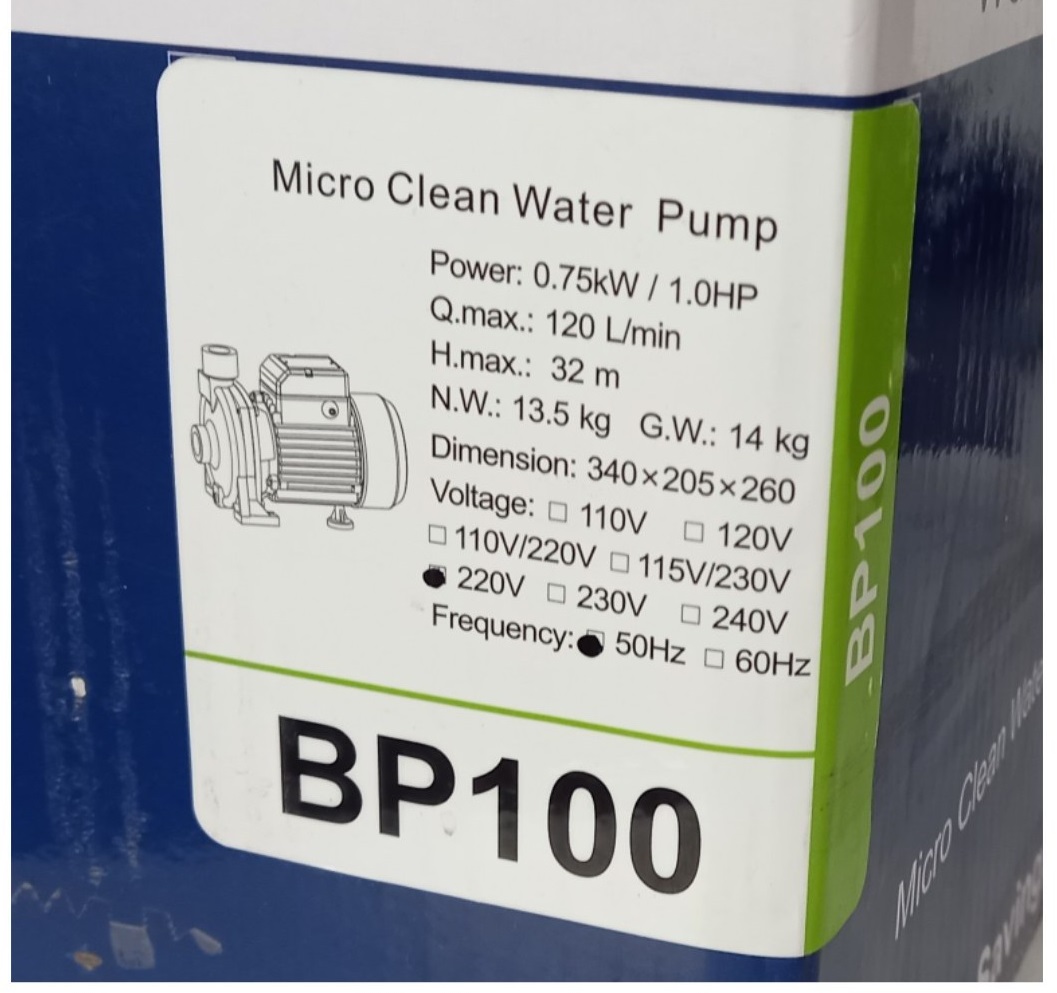 Micro Clean Water Pump
Power: 0.75kW / 1.0HP
Q.max.: 120 L/min
H.max.: 32 m
N.W.: 13.5 kg G.W.: 14 kg
Dimension: 340×205×260
Voltage: □ 110V □ 120V
□ 110V/220V □ 115V/230V
● 220V □ 230V □ 240V
Frequency: ● 50Hz □ 60Hz
BP100
BP100
Micro Clean Water
Saving